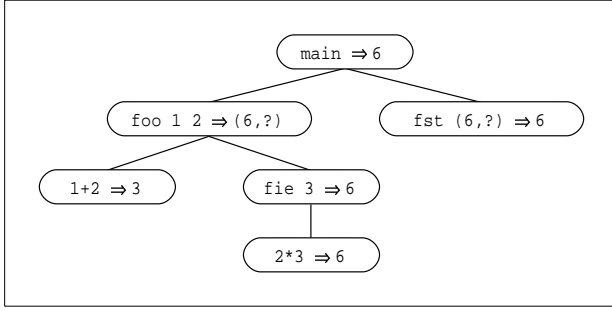 main ⇒ 6
foo 1 2 ⇒ (6,?)
fst (6,?) ⇒ 6
1+2 ⇒ 3
fie 3 ⇒ 6
2*3 ⇒ 6